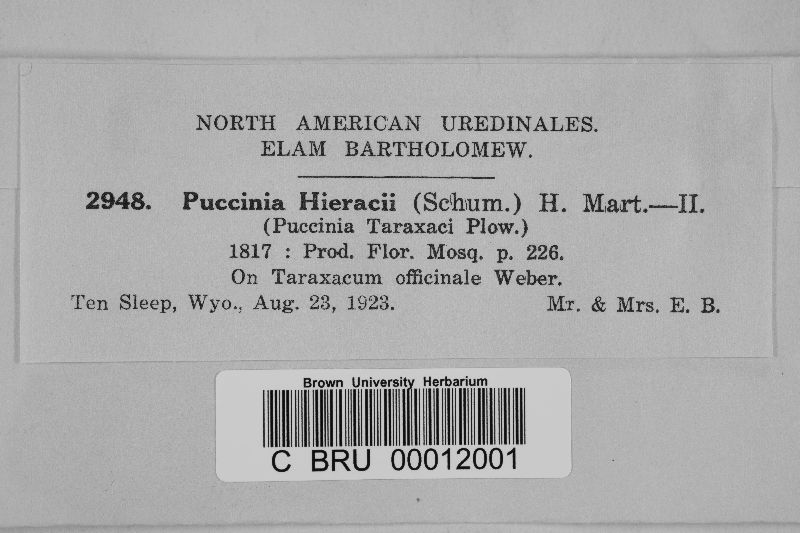 NORTH AMERICAN UREDINALES.
ELAM BARTHOLOMEW.
2948. Puccinia Hieracii (Schum.) H. Mart.—II.
(Puccinia Taraxaci Plow.)
1817 : Prod. Flor. Mosq. p. 226.
On Taraxacum officinale Weber.
Ten Sleep, Wyo., Aug. 23, 1923. Mr. & Mrs. E. B.
Brown University Herbarium
C BRU 00012001